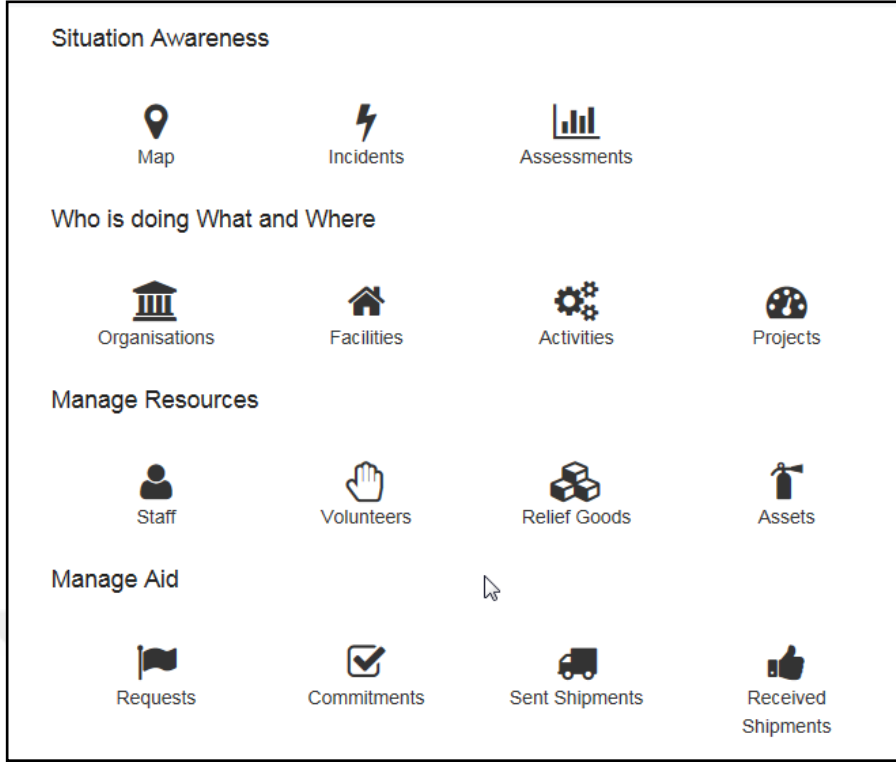 Situation Awareness
Map
Incidents
Assessments
Who is doing What and Where
Organisations
Facilities
Activities
Projects
Manage Resources
Staff
Volunteers
Relief Goods
Assets
Manage Aid
Requests
Commitments
Sent Shipments
Received
Shipments